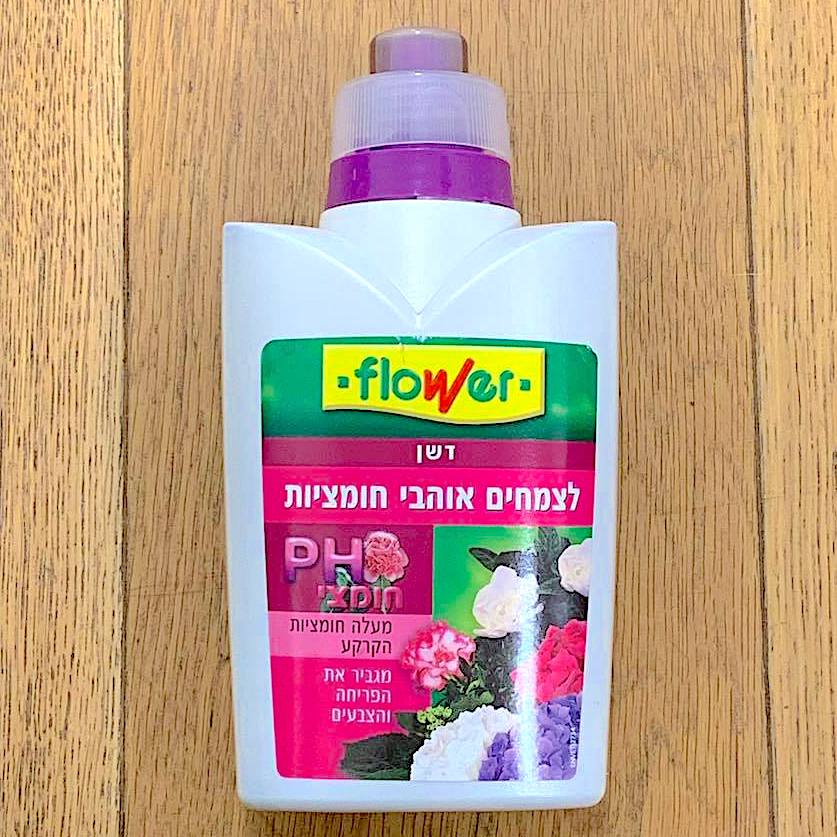 ·flower·
דשן
לצמחים אוהבי חומציות
PH
חומצי
מעלה חומציות
הקרקע
מגביר את
הפריחה
והצבעים